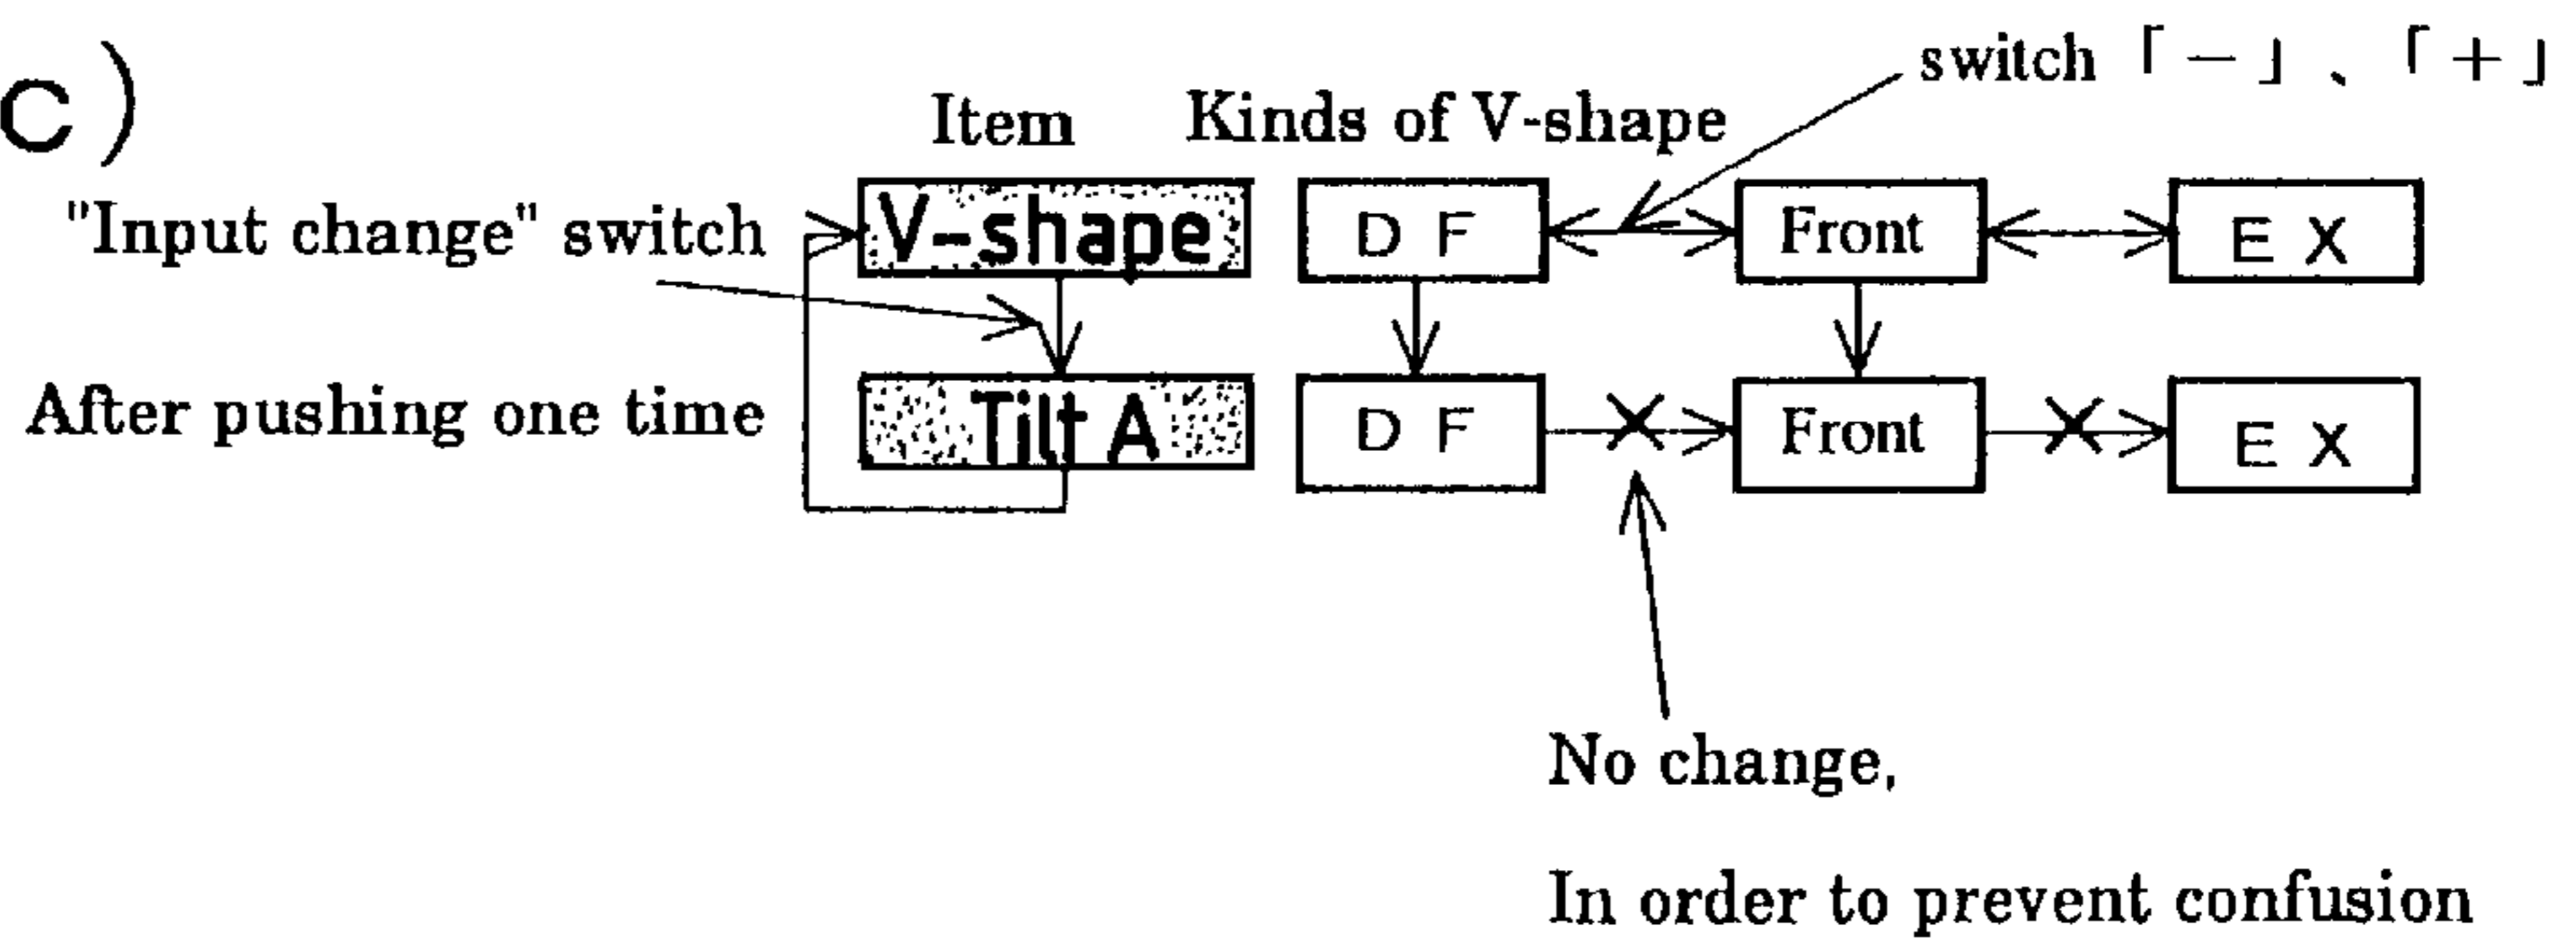 c)
switch「－」、「＋」
Item
Kinds of V-shape
"Input change" switch
V-shape
D F
Front
E X
After pushing one time
Tilt A
D F
Front
E X
No change,
In order to prevent confusion